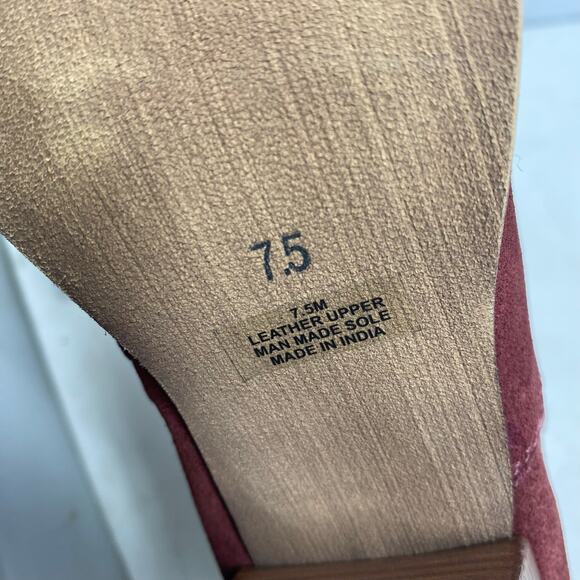 7.5
7.5M
LEATHER UPPER
MAN MADE SOLE
MADE IN INDIA